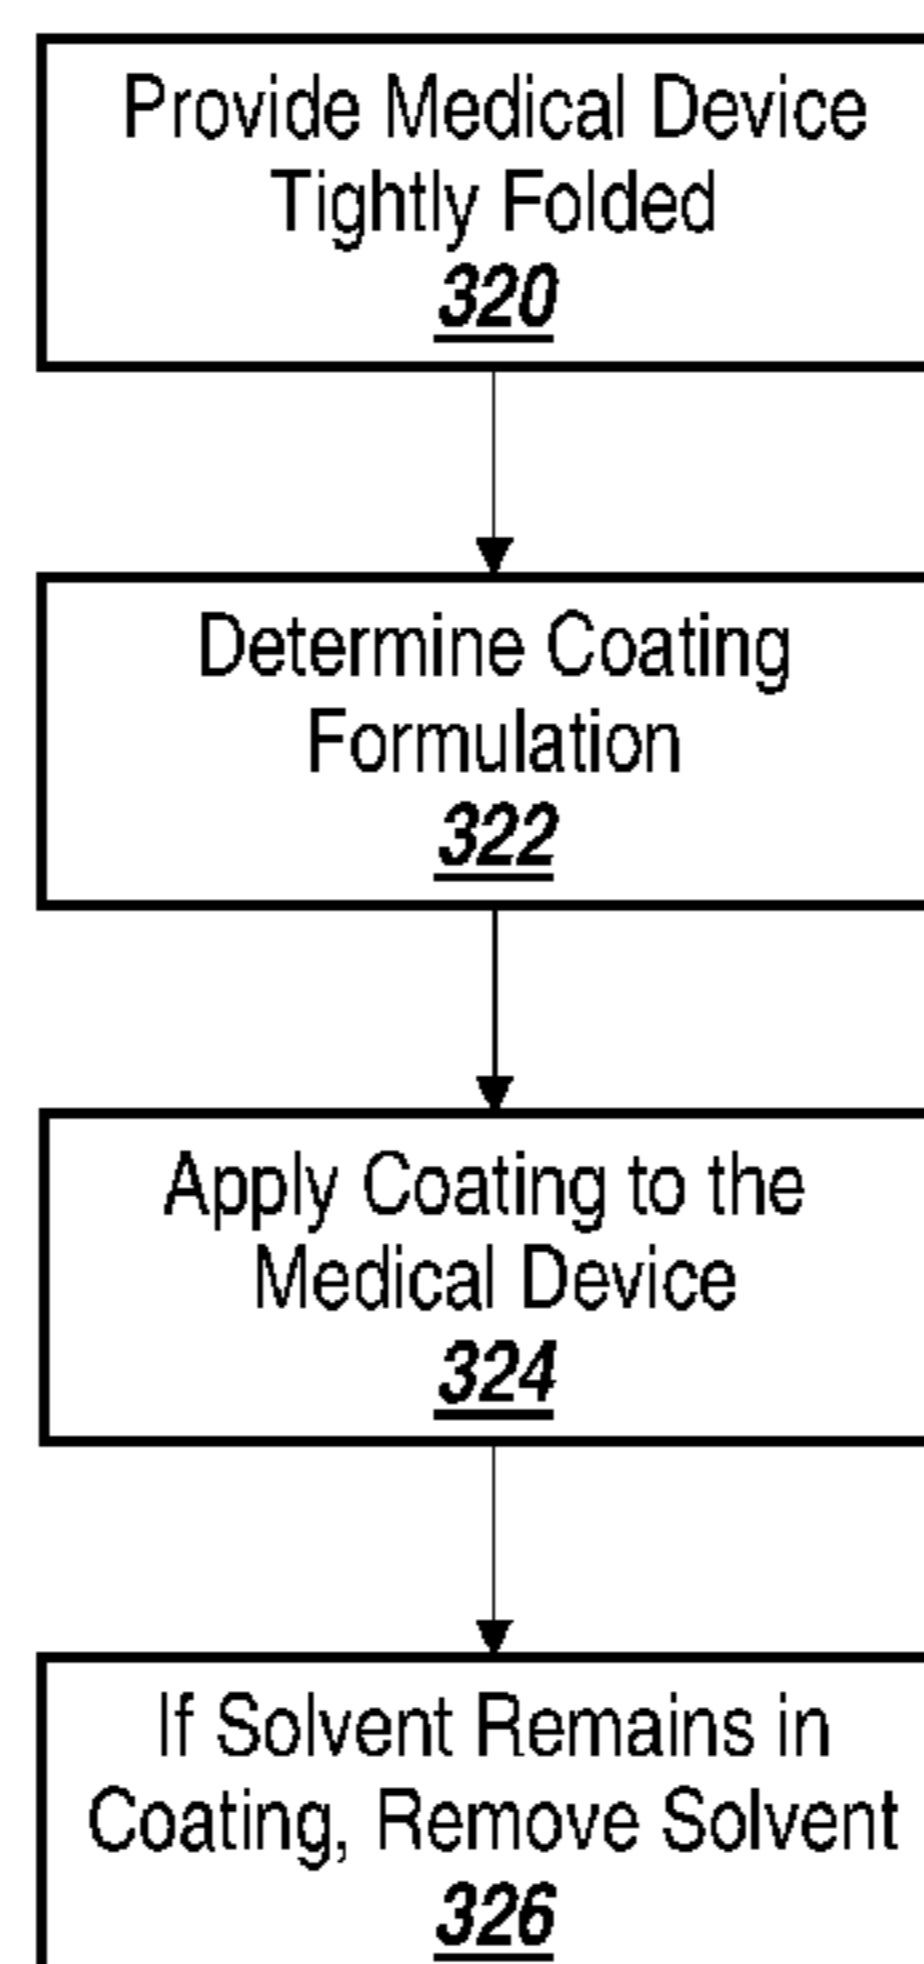 Provide Medical Device
Tightly Folded
320
Determine Coating
Formulation
322
Apply Coating to the
Medical Device
324
If Solvent Remains in
Coating, Remove Solvent
326